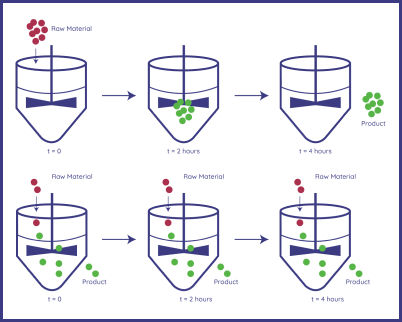 Raw Material
Product
t = 0
t = 2 hours
t = 4 hours
Raw Material
Raw Material
Raw Material
Product
Product
Product
t = 0
t = 2 hours
t = 4 hours